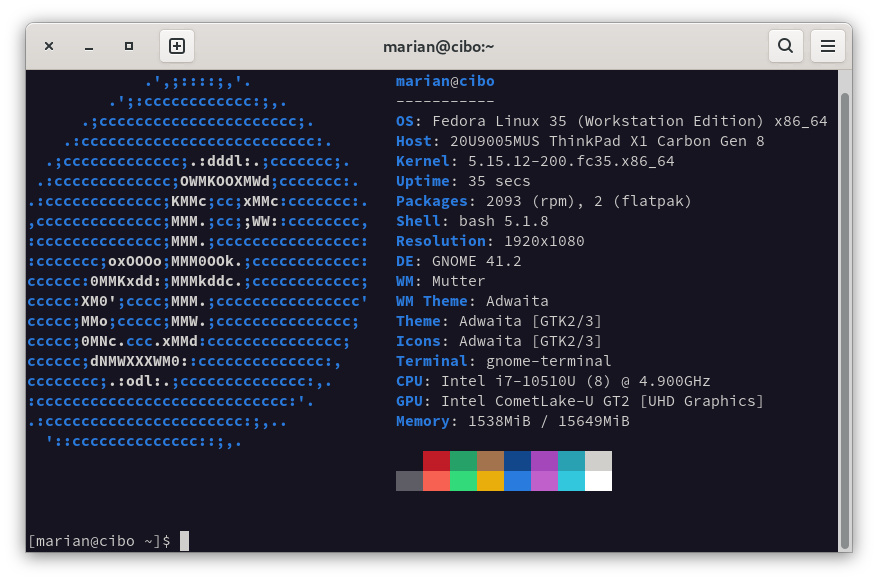 marian@cibo:~
             .',;::::;,'.                marian@cibo
         .';:cccccccccccc:;,.            -----------
      .;cccccccccccccccccccccc;.         OS: Fedora Linux 35 (Workstation Edition) x86_64
    .:cccccccccccccccccccccccccc:.       Host: 20U9005MUS ThinkPad X1 Carbon Gen 8
  .;ccccccccccccc;.:dddl:.;ccccccc;.     Kernel: 5.15.12-200.fc35.x86_64
 .:ccccccccccccc;OWMKOOXMWd;ccccccc:.    Uptime: 35 secs
.:ccccccccccccc;KMMc;cc;xMMc:ccccccc:.   Packages: 2093 (rpm), 2 (flatpak)
,cccccccccccccc;MMM.;cc;;WW::cccccccc,   Shell: bash 5.1.8
:cccccccccccccc;MMM.;cccccccccccccccc:   Resolution: 1920x1080
:ccccccc;oxOOOo;MMM0OOk.;cccccccccccc:   DE: GNOME 41.2
cccccc:0MMKxdd:;MMMkddc.;cccccccccccc;   WM: Mutter
ccccc:XM0';cccc;MMM.;cccccccccccccccc'   WM Theme: Adwaita
ccccc;MMo;ccccc;MMW.;ccccccccccccccc;    Theme: Adwaita [GTK2/3]
ccccc;0MNc.ccc.xMMd:ccccccccccccccc;     Icons: Adwaita [GTK2/3]
cccccc;dNMWXXXWM0::cccccccccccccc:,      Terminal: gnome-terminal
cccccccc;.:odl:.;cccccccccccccc:,.       CPU: Intel i7-10510U (8) @ 4.900GHz
:cccccccccccccccccccccccccccc:'.         GPU: Intel CometLake-U GT2 [UHD Graphics]
.:cccccccccccccccccccccc:;,..            Memory: 1538MiB / 15649MiB
  '::cccccccccccccc::;,.
[marian@cibo ~]$